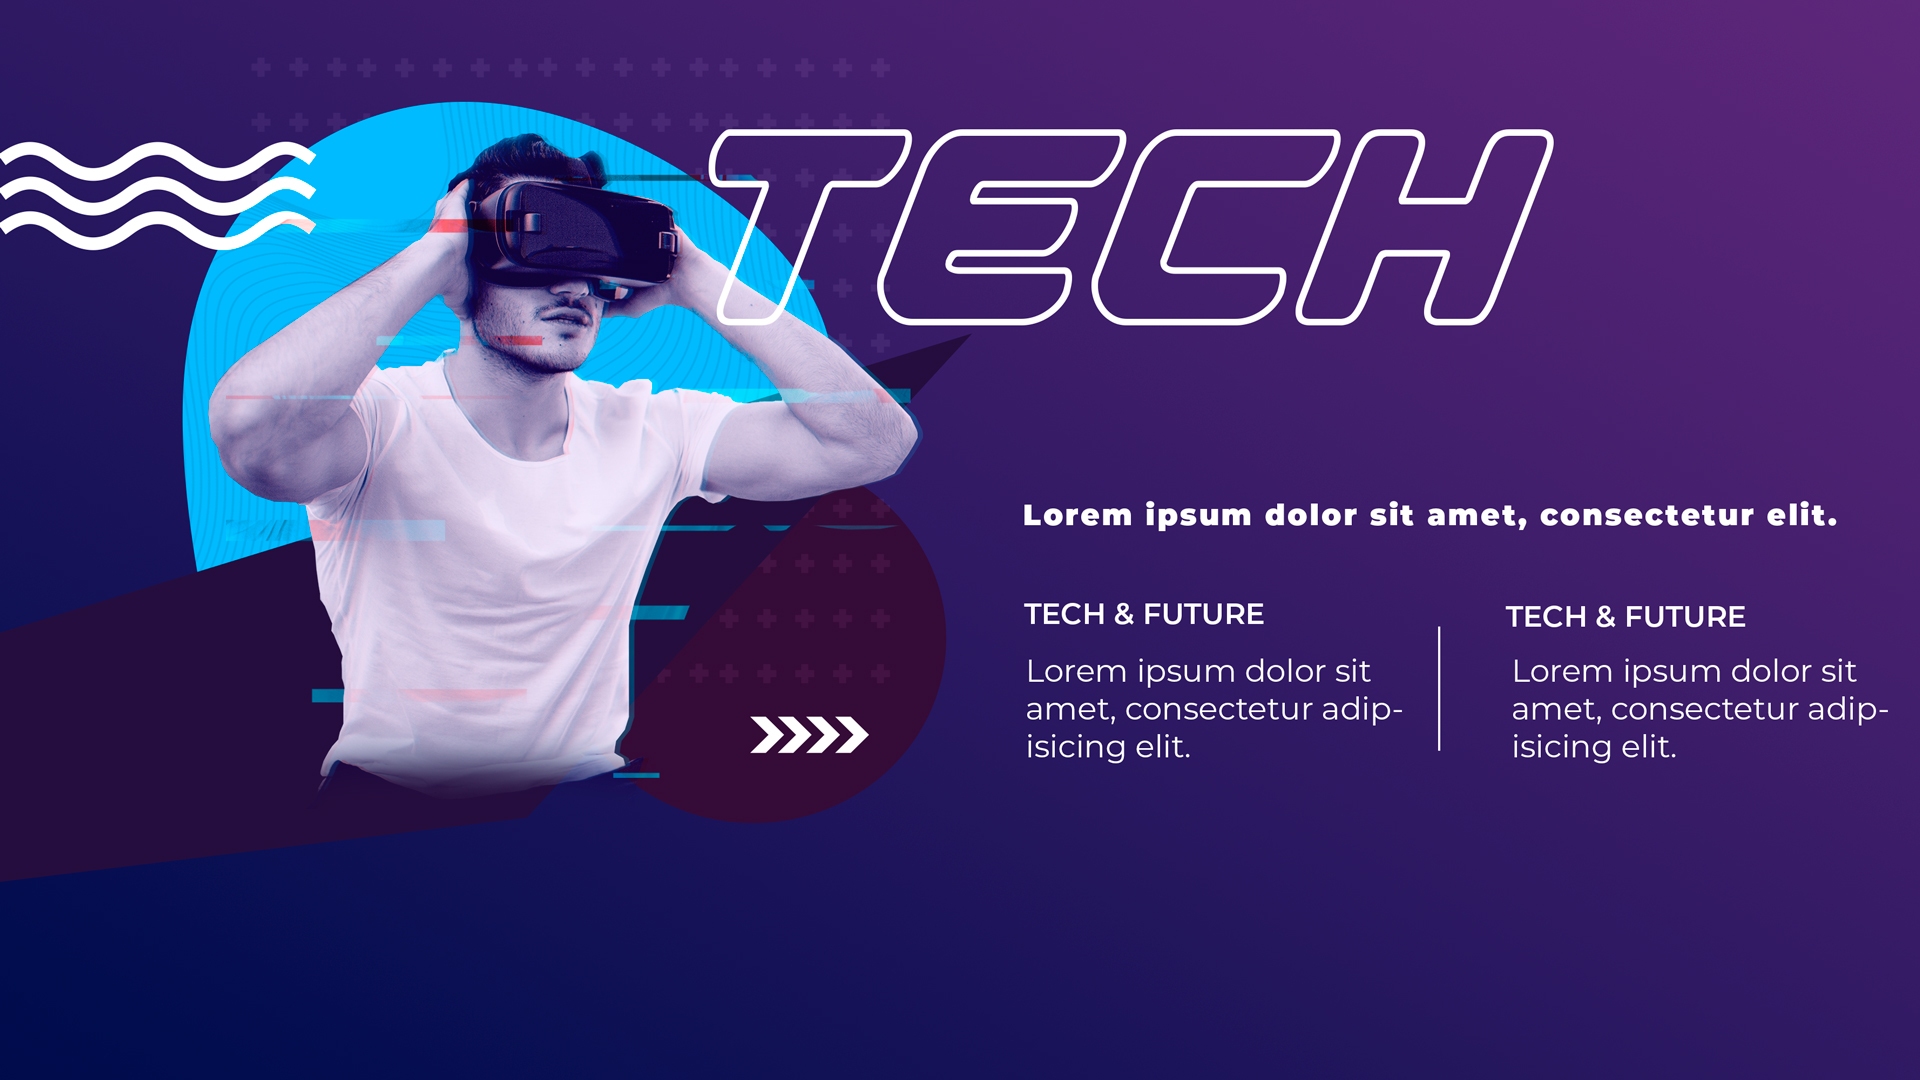 TECH
Lorem ipsum dolor sit amet, consectetur elit.
TECH & FUTURE
Lorem ipsum dolor sit
amet, consectetur adip-
isicing elit.
TECH & FUTURE
Lorem ipsum dolor sit
amet, consectetur adip-
isicing elit.